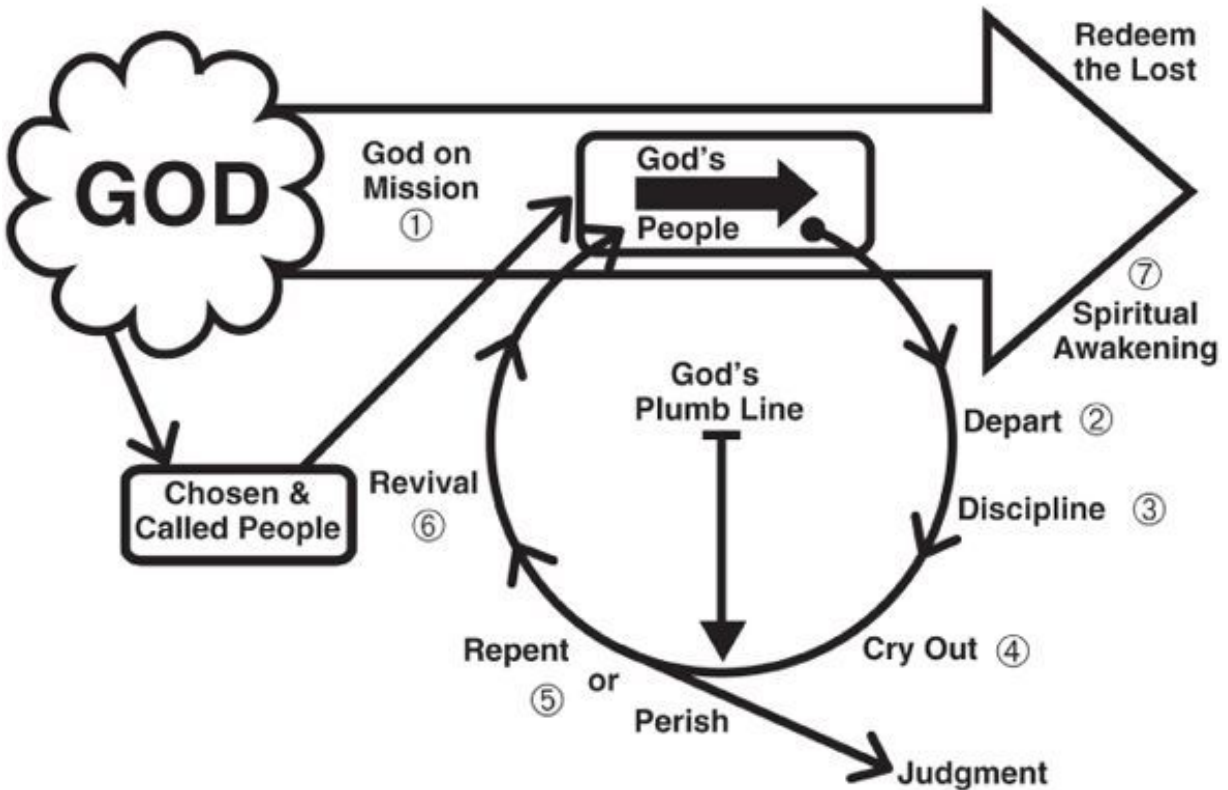 GOD
God on
Mission
①
God's
People
Redeem
the Lost
⑦
Spiritual
Awakening
Chosen &
Called People
God's
Plumb Line
Depart ②
Discipline ③
Cry Out ④
Repent
⑤
or
Perish
Judgment
Revival
⑥